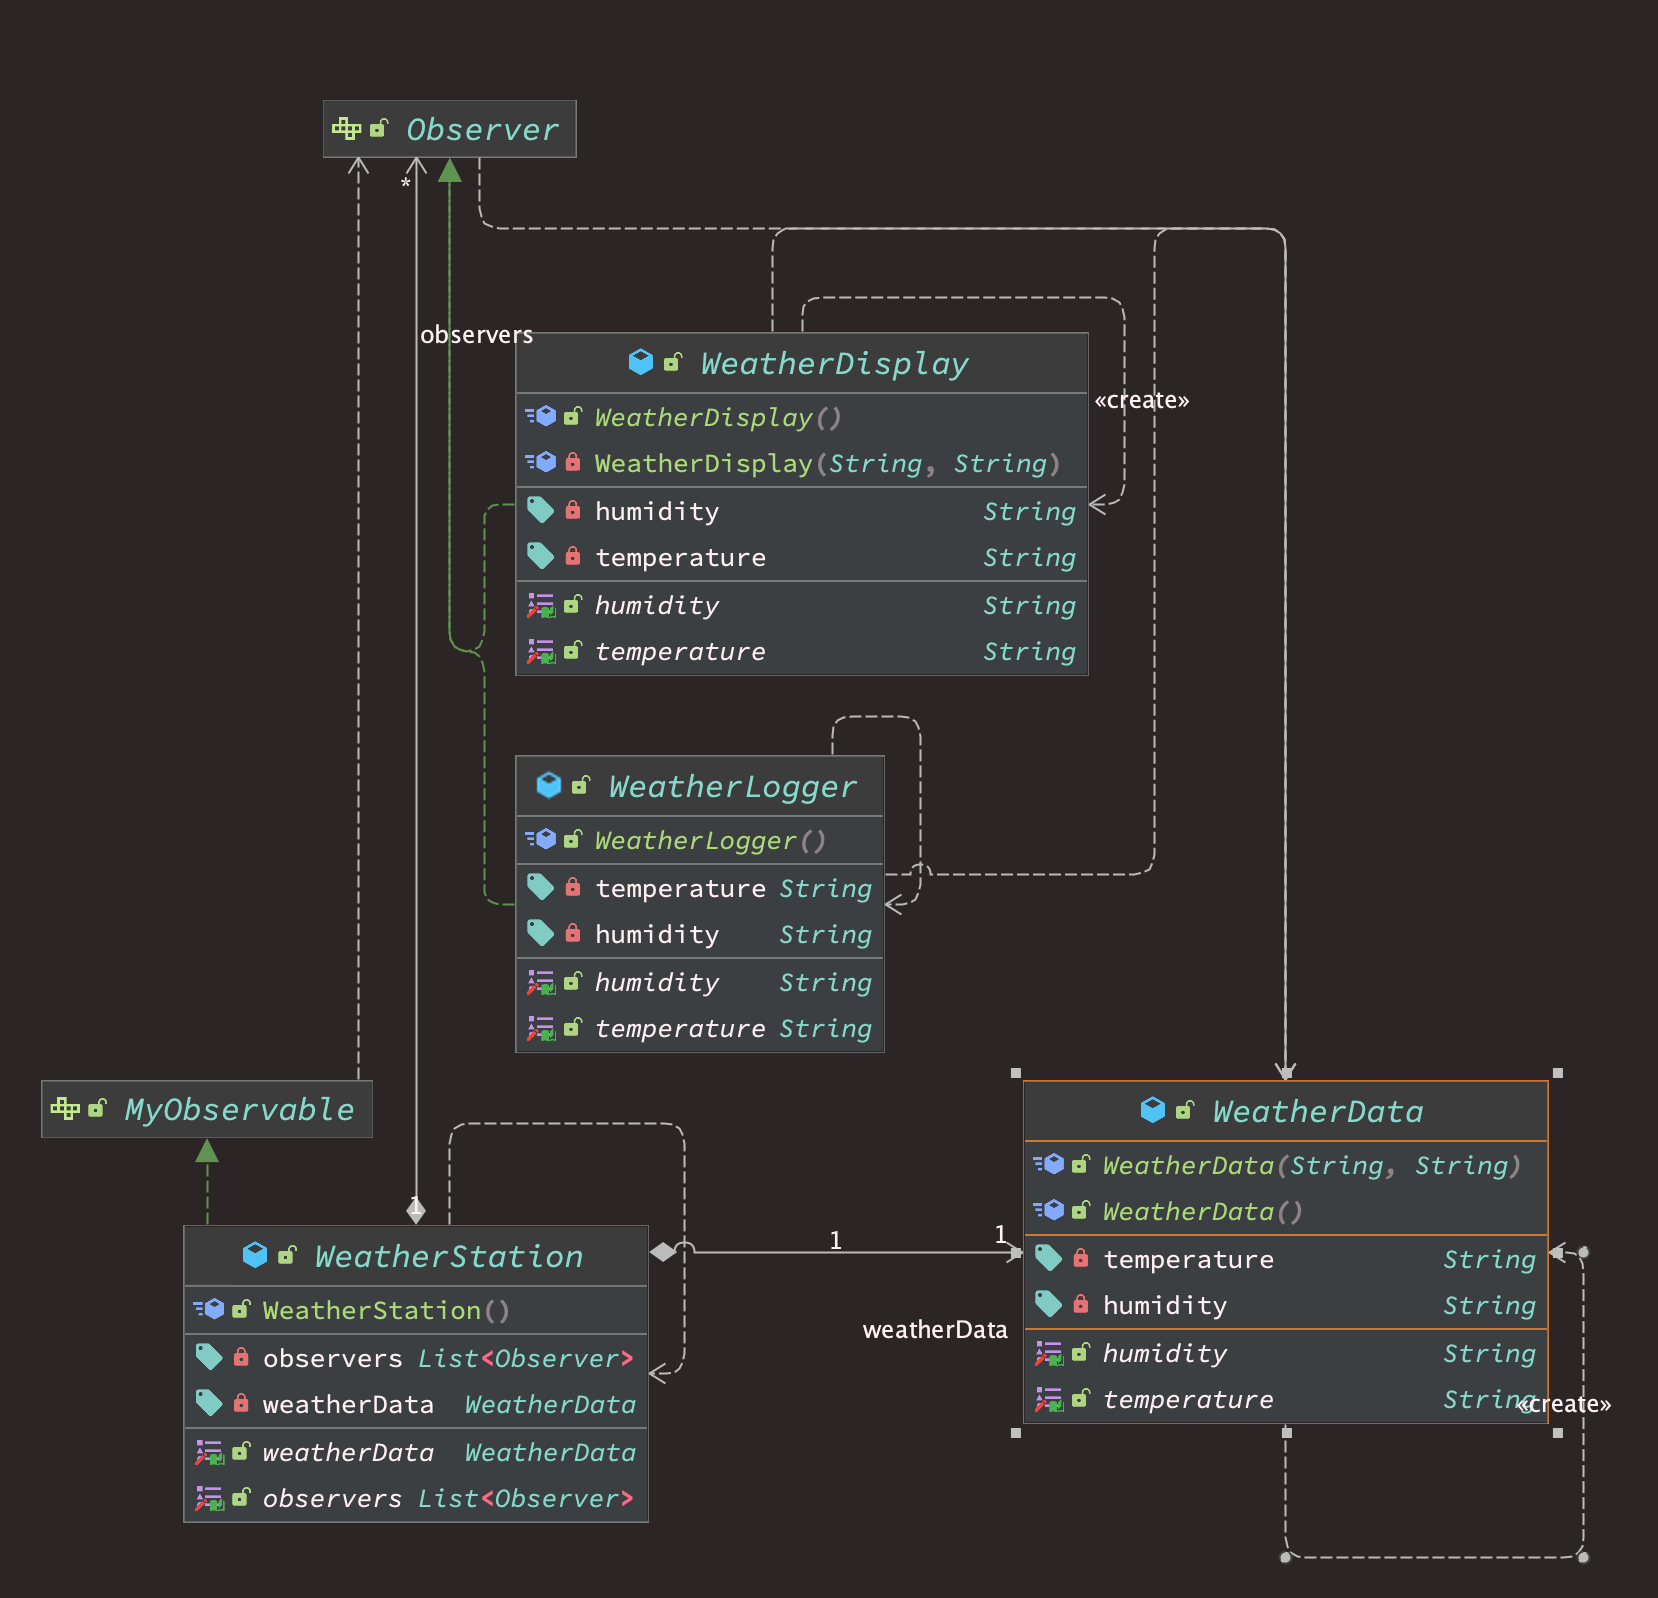 Observer
*
observers
WeatherDisplay
«create»
WeatherDisplay()
WeatherDisplay(String, String)
humidity String
temperature String
humidity String
temperature String
WeatherLogger
WeatherLogger()
temperature String
humidity String
humidity String
temperature String
MyObservable
WeatherData
WeatherData(String, String)
WeatherData()
temperature String
humidity String
humidity String
temperature String
«create»
1
1
1
weatherData
WeatherStation
WeatherStation()
observers List<Observer>
weatherData WeatherData
weatherData WeatherData
observers List<Observer>